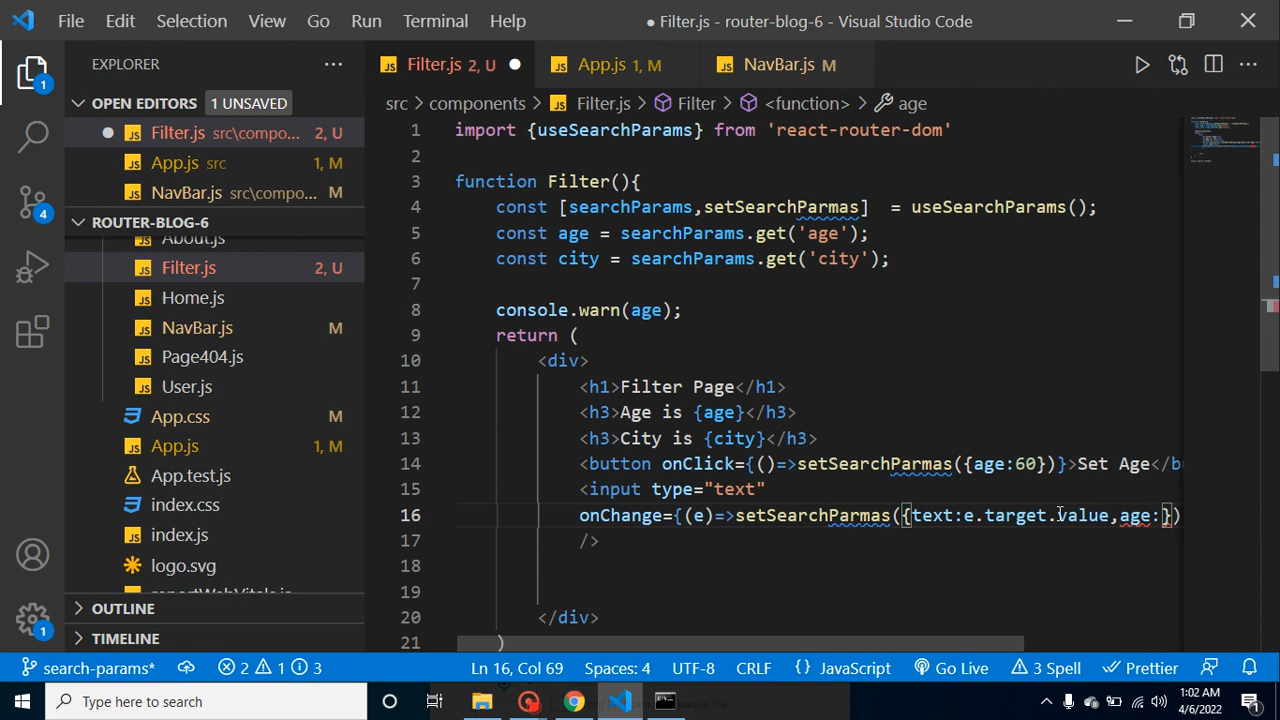 File Edit Selection View Go Run Terminal Help ● Filter.js - router-blog-6 - Visual Studio Code
EXPLORER
Filter.js 2, U
App.js 1, M
NavBar.js M
OPEN EDITORS 1 UNSAVED
Filter.js src\compo... 2, U
App.js src 1, M
NavBar.js src\compo... M
ROUTER-BLOG-6
About.js
Filter.js 2, U
Home.js
NavBar.js M
Page404.js
User.js
App.css M
App.js 1, M
App.test.js
index.css
index.js
logo.svg
reportWebVitals.js
OUTLINE
TIMELINE
src > components > JS Filter.js > Filter > <function> > age
1 import {useSearchParams} from 'react-router-dom'
2
3 function Filter(){
4 const [searchParams,setSearchParmas] = useSearchParams();
5 const age = searchParams.get('age');
6 const city = searchParams.get('city');
7
8 console.warn(age);
9 return (
10 <div>
11 <h1>Filter Page</h1>
12 <h3>Age is {age}</h3>
13 <h3>City is {city}</h3>
14 <button onClick={()=>setSearchParmas({age:60})}>Set Age</bu
15 <input type="text"
16 onChange={(e)=>setSearchParmas({text:e.target.value,age:})
17 />
18
19
20 </div>
21 )
search-params* 2 1 3 Ln 16, Col 69 Spaces: 4 UTF-8 CRLF {} JavaScript Go Live 3 Spell Prettier
Type here to search
1:02 AM
4/6/2022